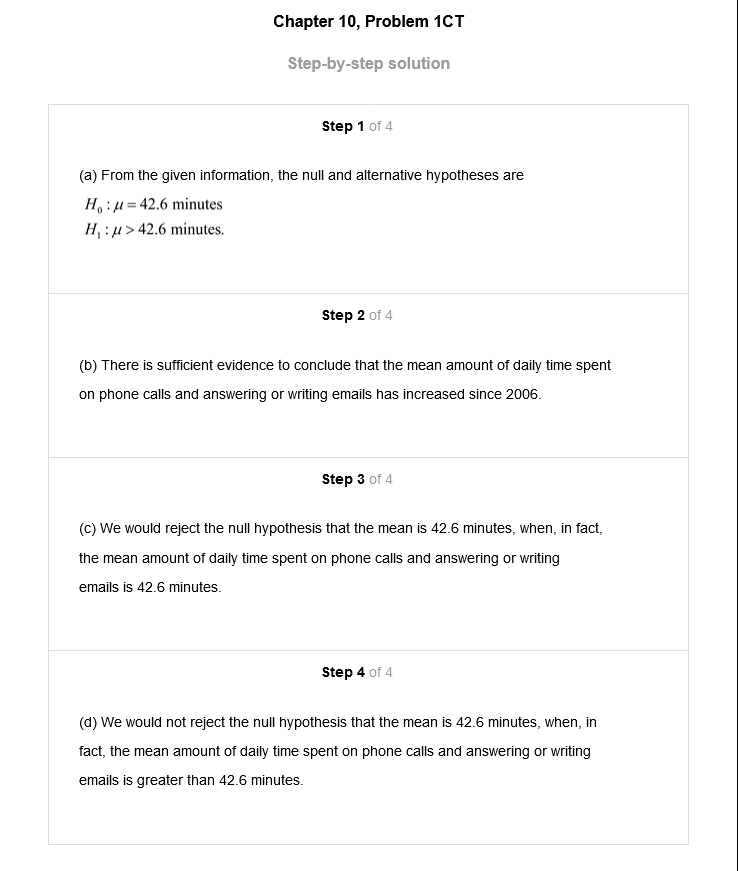 Chapter 10, Problem 1CT
Step-by-step solution
Step 1 of 4
(a) From the given information, the null and alternative hypotheses are
H₀ : μ = 42.6 minutes
H₁ : μ > 42.6 minutes.
Step 2 of 4
(b) There is sufficient evidence to conclude that the mean amount of daily time spent
on phone calls and answering or writing emails has increased since 2006.
Step 3 of 4
(c) We would reject the null hypothesis that the mean is 42.6 minutes, when, in fact,
the mean amount of daily time spent on phone calls and answering or writing
emails is 42.6 minutes.
Step 4 of 4
(d) We would not reject the null hypothesis that the mean is 42.6 minutes, when, in
fact, the mean amount of daily time spent on phone calls and answering or writing
emails is greater than 42.6 minutes.